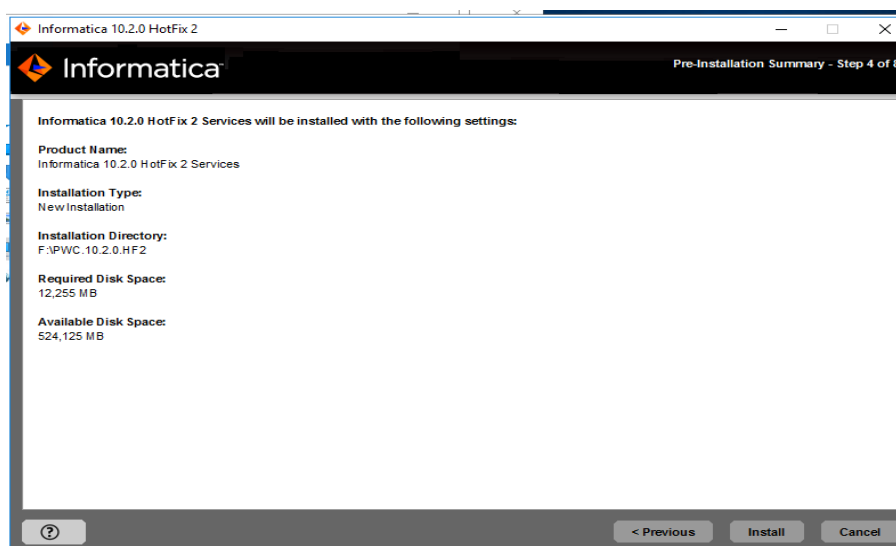 Informatica 10.2.0 HotFix 2
Informatica
Pre-Installation Summary - Step 4 of 8
Informatica 10.2.0 HotFix 2 Services will be installed with the following settings:
Product Name:
Informatica 10.2.0 HotFix 2 Services
Installation Type:
New Installation
Installation Directory:
F:\PWC.10.2.0.HF2
Required Disk Space:
12,255 MB
Available Disk Space:
524,125 MB
?
< Previous
Install
Cancel